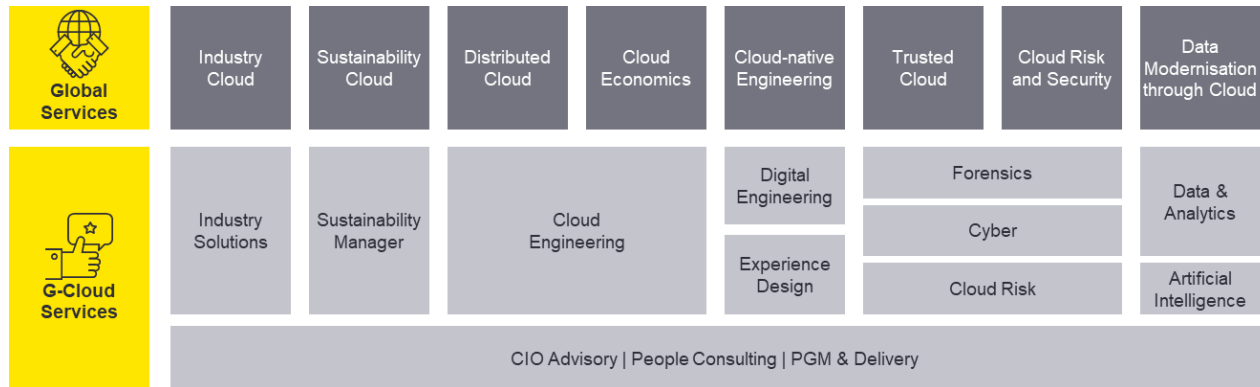 Global
Services
Industry
Cloud
Sustainability
Cloud
Distributed
Cloud
Cloud
Economics
Cloud-native
Engineering
Trusted
Cloud
Cloud Risk
and Security
Data
Modernisation
through Cloud
G-Cloud
Services
Industry
Solutions
Sustainability
Manager
Cloud
Engineering
Digital
Engineering
Experience
Design
Forensics
Cyber
Cloud Risk
Data &
Analytics
Artificial
Intelligence
CIO Advisory | People Consulting | PGM & Delivery